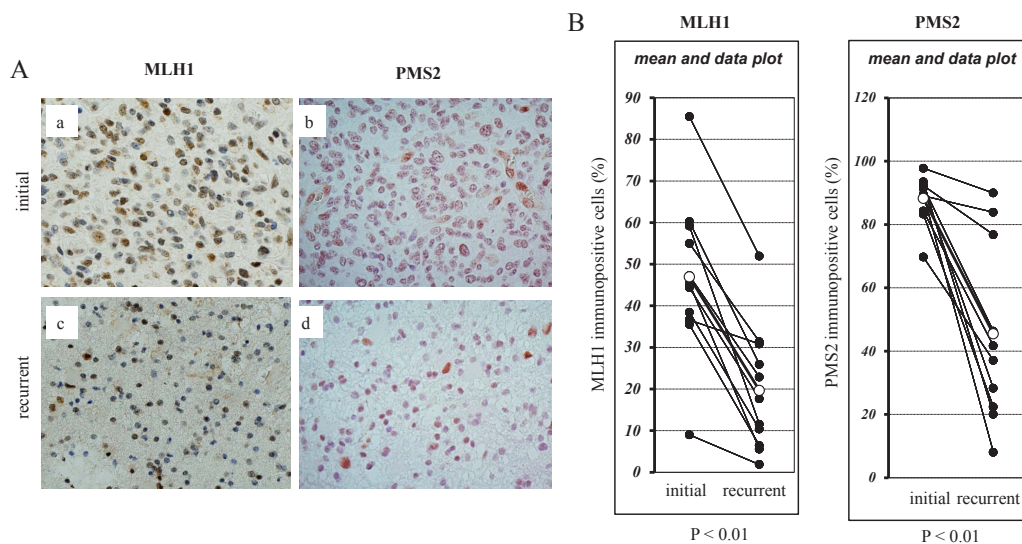 A
MLH1
PMS2
initial
a
b
recurrent
c
d
B
MLH1
mean and data plot
MLH1 immunopositive cells (%)
90
80
70
60
50
40
30
20
10
0
initial
recurrent
P < 0.01
PMS2
mean and data plot
PMS2 immunopositive cells (%)
120
100
80
60
40
20
0
initial recurrent
P < 0.01